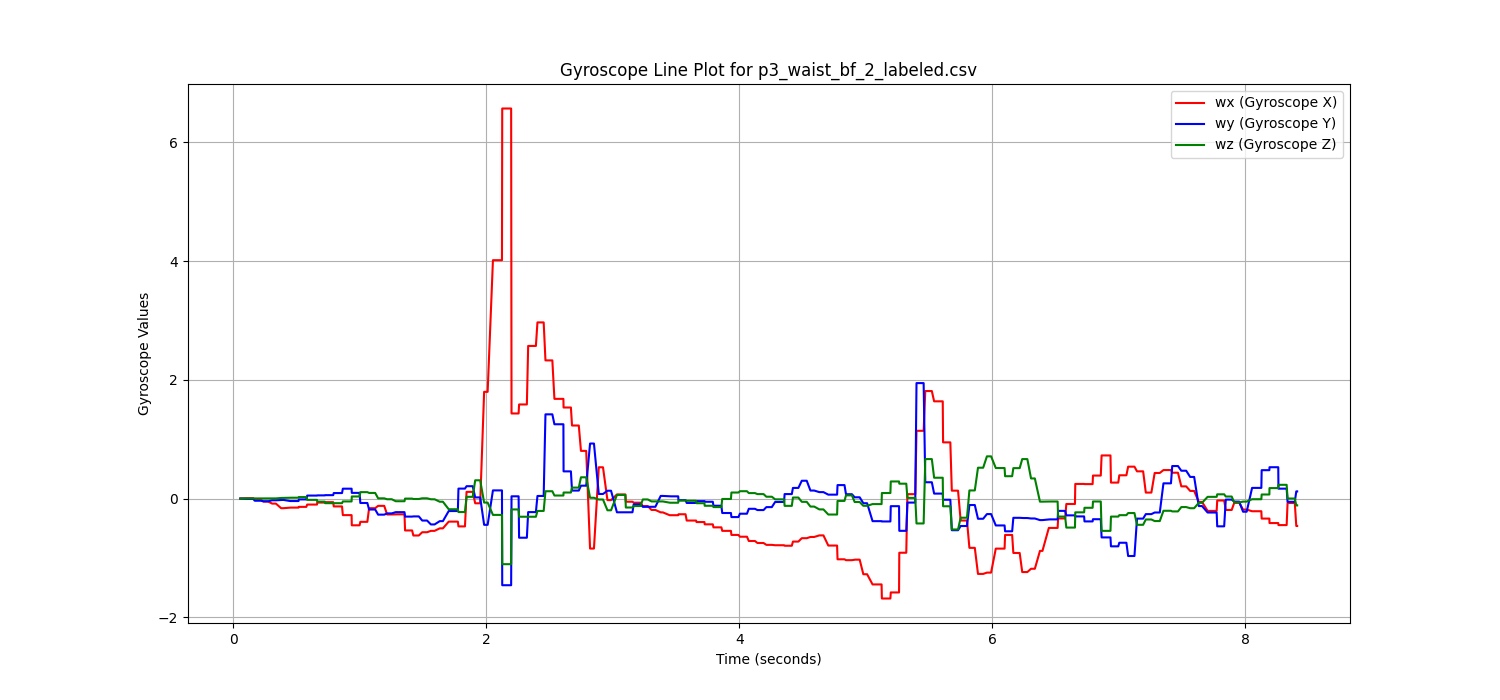 Gyroscope Line Plot for p3_waist_bf_2_labeled.csv
wx (Gyroscope X)
wy (Gyroscope Y)
wz (Gyroscope Z)
Gyroscope Values
6
4
2
0
−2
0 2 4 6 8
Time (seconds)